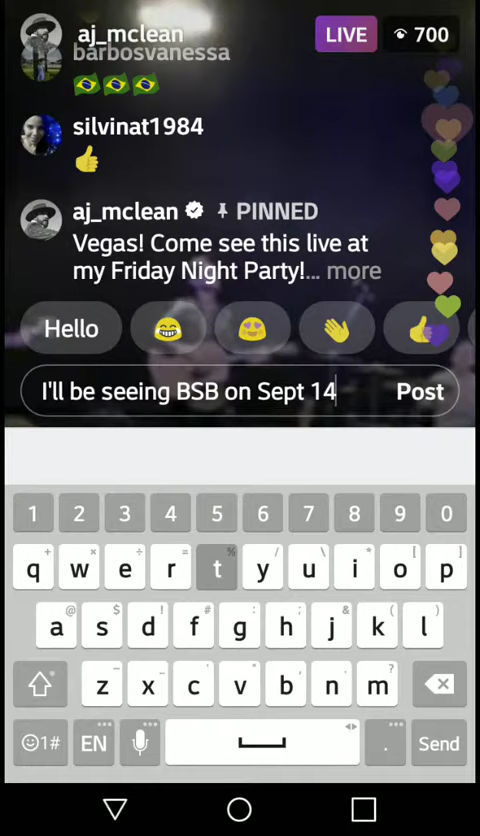 aj_mclean
LIVE 700
barbosvanessa
🇧🇷🇧🇷🇧🇷
silvinat1984
👍
aj_mclean PINNED
Vegas! Come see this live at
my Friday Night Party!... more
Hello 😂 😍 👋 👍
I'll be seeing BSB on Sept 14 Post
1 2 3 4 5 6 7 8 9 0
+ × ÷ = % / \ * [ ]
q w e r t y u i o p
@ $ ! # : ; & ( )
a s d f g h j k l
- _ ' " , . ?
z x c v b n m
☺1# EN . Send